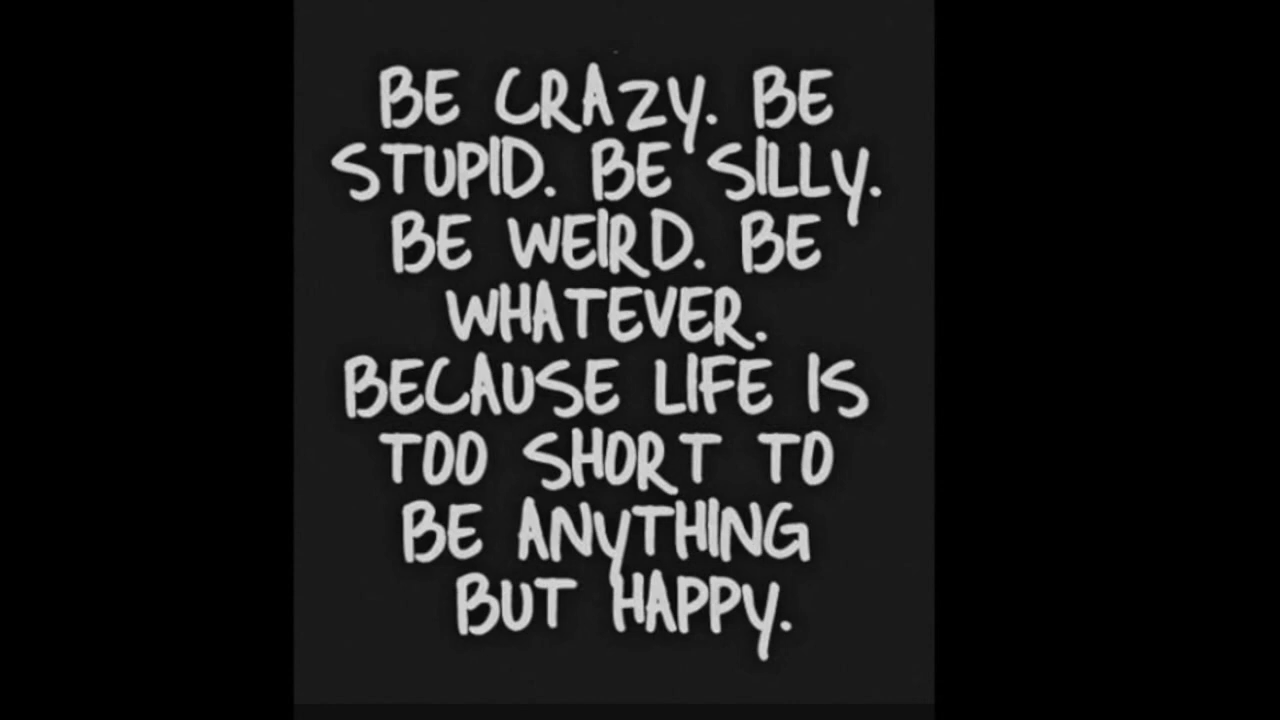 BE CRAZY. BE
STUPID. BE SILLY.
BE WEIRD. BE
WHATEVER.
BECAUSE LIFE IS
TOO SHORT TO
BE ANYTHING
BUT HAPPY.